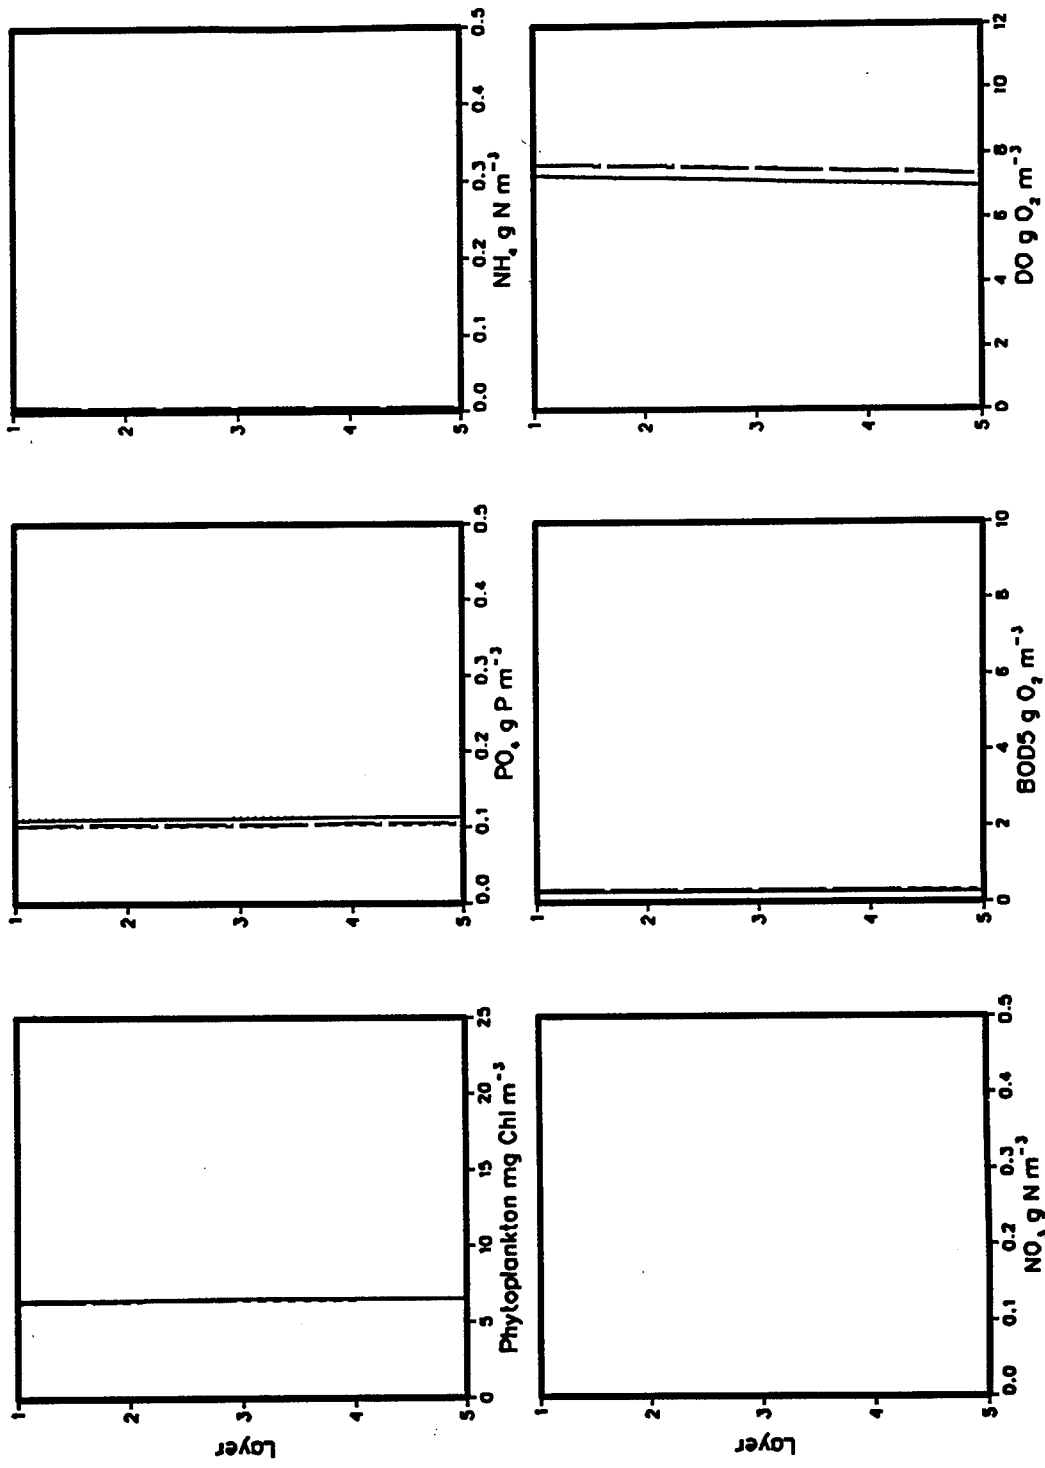 Layer
1
2
3
4
5
0 5 10 15 20 25
Phytoplankton mg Chl m⁻³
1
2
3
4
5
0.0 0.1 0.2 0.3 0.4 0.5
PO₄ g P m⁻³
1
2
3
4
5
0.0 0.1 0.2 0.3 0.4 0.5
NH₄ g N m⁻³
Layer
1
2
3
4
5
0.0 0.1 0.2 0.3 0.4 0.5
NO₃ g N m⁻³
1
2
3
4
5
0 2 4 6 8 10
BOD5 g O₂ m⁻³
1
2
3
4
5
0 2 4 6 8 10 12
DO g O₂ m⁻³